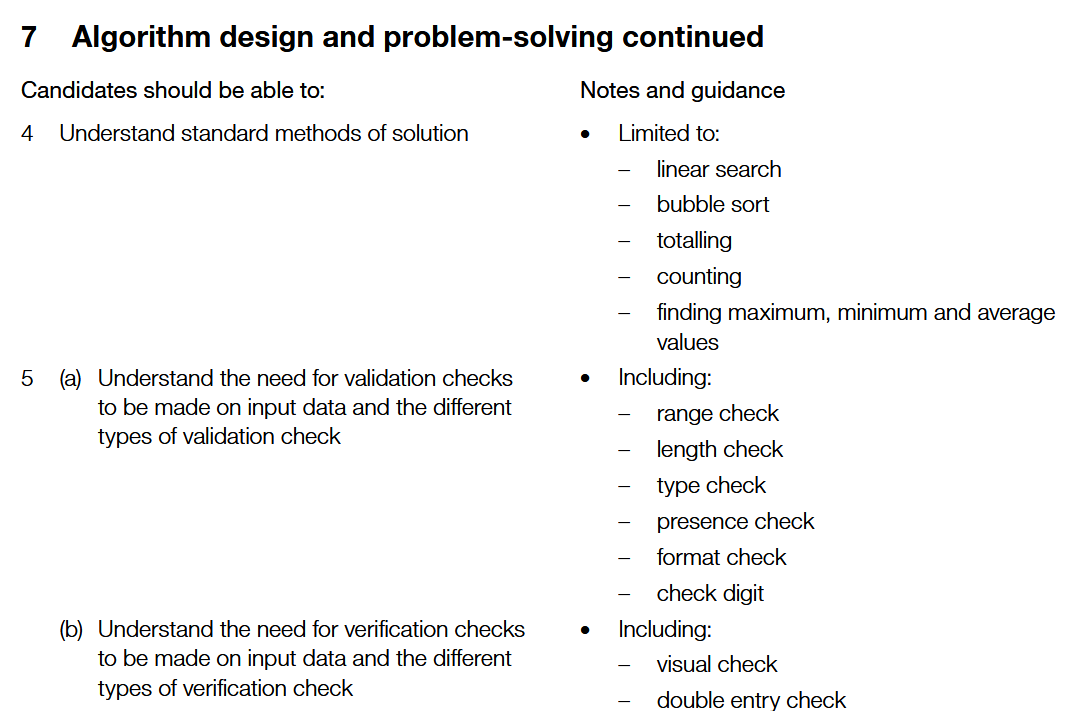 7 Algorithm design and problem-solving continued
Candidates should be able to:
Notes and guidance
4 Understand standard methods of solution
• Limited to:
– linear search
– bubble sort
– totalling
– counting
– finding maximum, minimum and average
values
5 (a) Understand the need for validation checks
to be made on input data and the different
types of validation check
• Including:
– range check
– length check
– type check
– presence check
– format check
– check digit
(b) Understand the need for verification checks
to be made on input data and the different
types of verification check
• Including:
– visual check
– double entry check